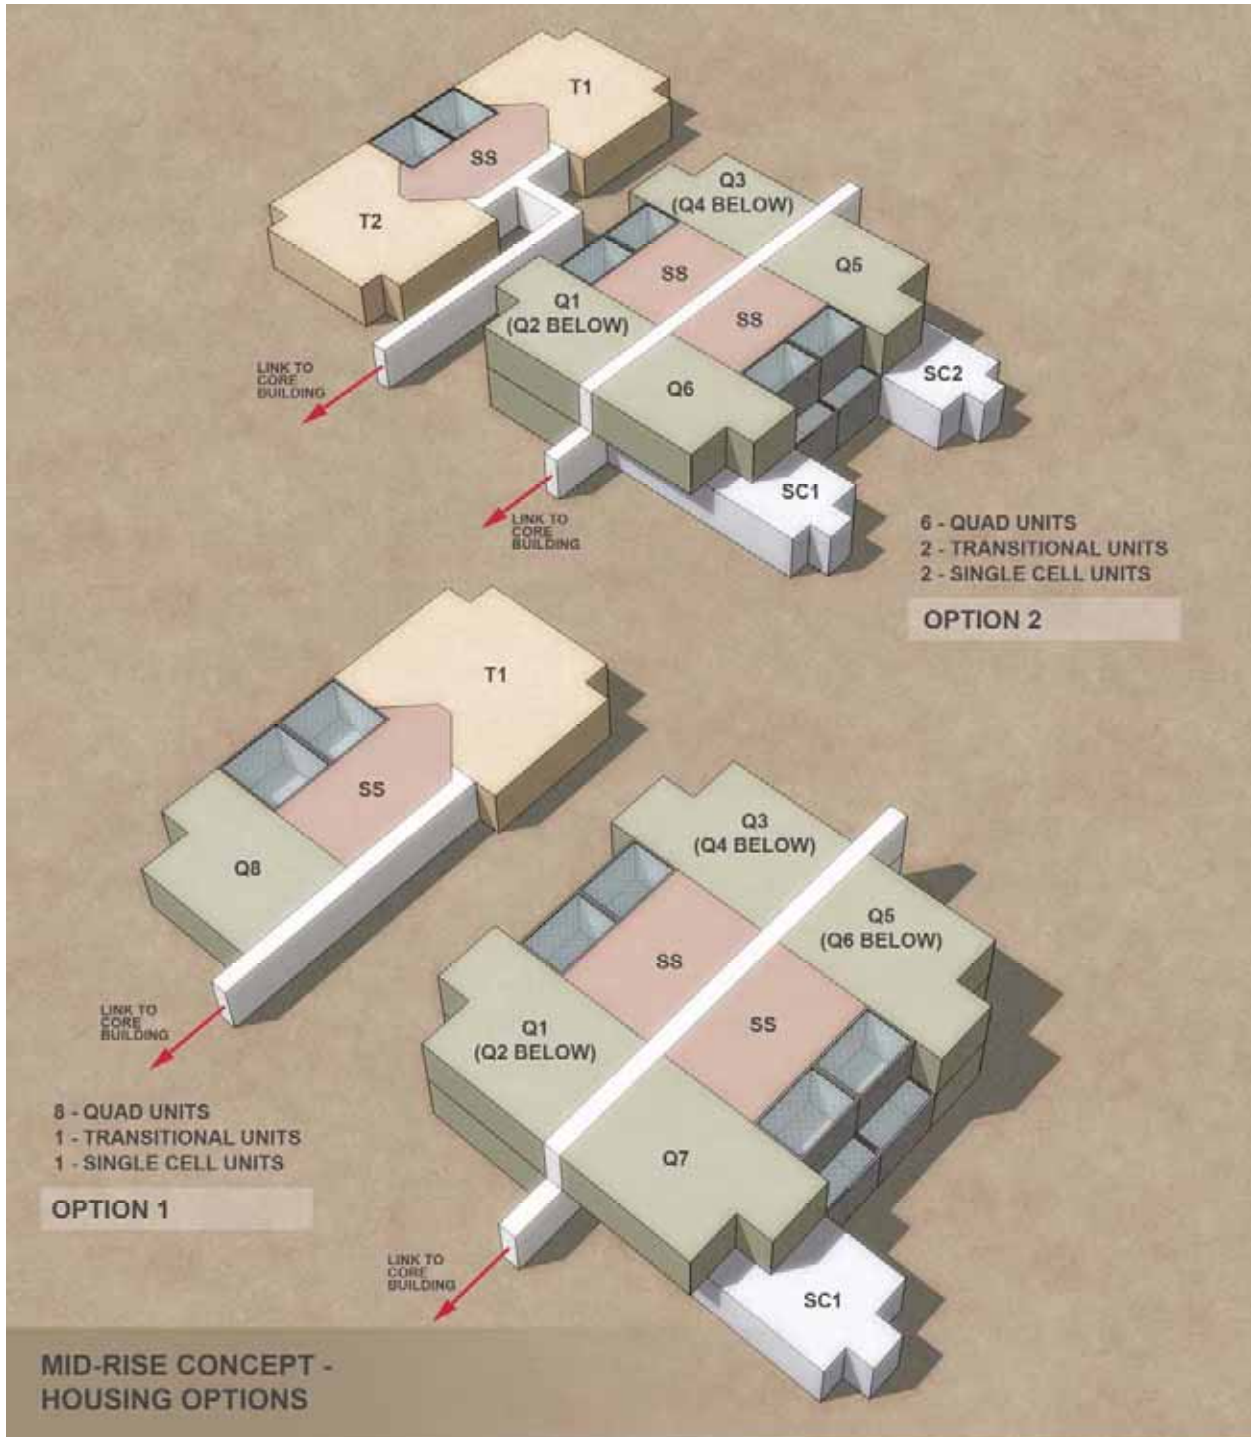 T1
SS
T2
Q3
(Q4 BELOW)
Q5
SS
SS
Q1
(Q2 BELOW)
Q6
SC2
SC1
LINK TO
CORE
BUILDING
LINK TO
CORE
BUILDING
6 - QUAD UNITS
2 - TRANSITIONAL UNITS
2 - SINGLE CELL UNITS
OPTION 2
T1
SS
Q8
LINK TO
CORE
BUILDING
Q3
(Q4 BELOW)
Q5
(Q6 BELOW)
SS
SS
Q1
(Q2 BELOW)
Q7
SC1
LINK TO
CORE
BUILDING
8 - QUAD UNITS
1 - TRANSITIONAL UNITS
1 - SINGLE CELL UNITS
OPTION 1
MID-RISE CONCEPT -
HOUSING OPTIONS